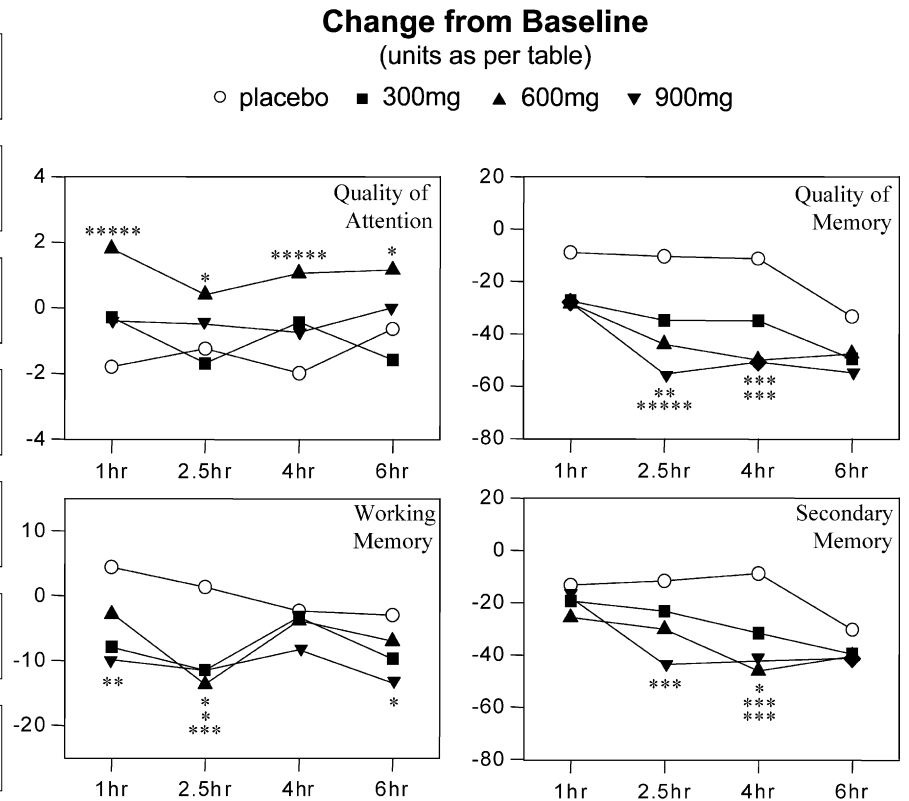 Change from Baseline
(units as per table)
placebo 300mg 600mg 900mg
4
2
0
-2
-4
Quality of
Attention
*****
*
*****
*
1hr 2.5hr 4hr 6hr
20
0
-20
-40
-60
-80
Quality of
Memory
**
*****
***
***
1hr 2.5hr 4hr 6hr
10
0
-10
-20
Working
Memory
**
*
*
***
*
1hr 2.5hr 4hr 6hr
20
0
-20
-40
-60
-80
Secondary
Memory
***
*
***
***
1hr 2.5hr 4hr 6hr